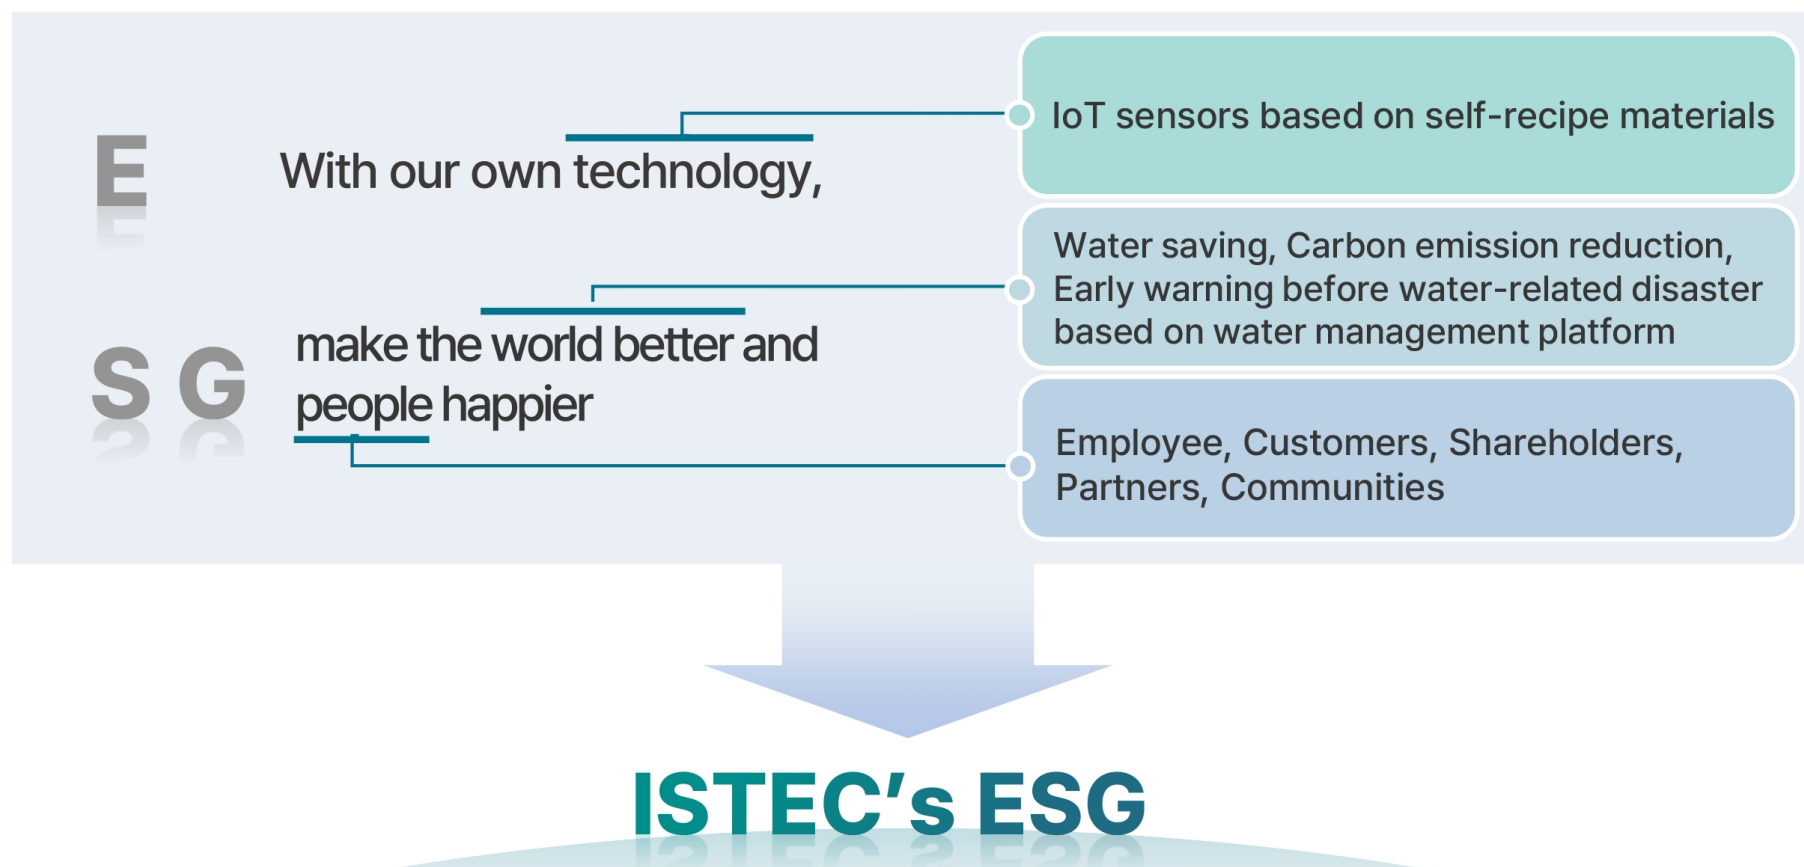 E
With our own technology,
IoT sensors based on self-recipe materials
S G
make the world better and
people happier
Water saving, Carbon emission reduction,
Early warning before water-related disaster
based on water management platform
Employee, Customers, Shareholders,
Partners, Communities
ISTEC’s ESG